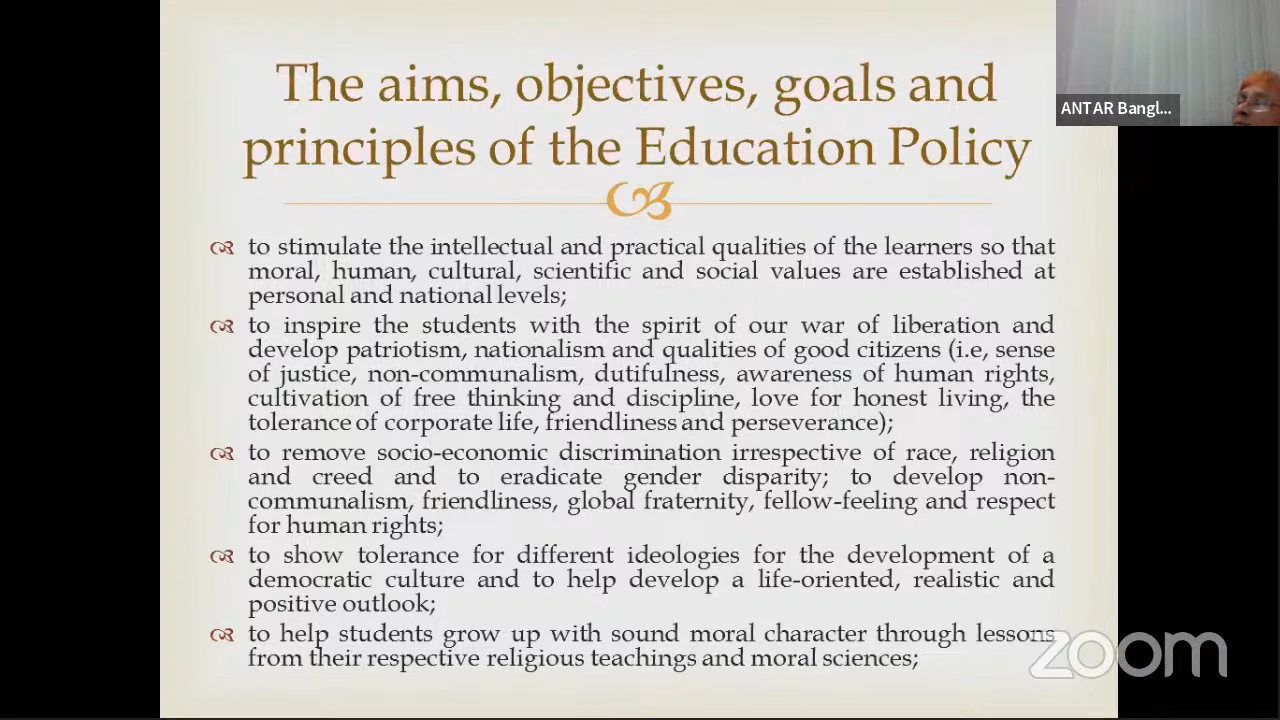 The aims, objectives, goals and
principles of the Education Policy
to stimulate the intellectual and practical qualities of the learners so that
moral, human, cultural, scientific and social values are established at
personal and national levels;
to inspire the students with the spirit of our war of liberation and
develop patriotism, nationalism and qualities of good citizens (i.e, sense
of justice, non-communalism, dutifulness, awareness of human rights,
cultivation of free thinking and discipline, love for honest living, the
tolerance of corporate life, friendliness and perseverance);
to remove socio-economic discrimination irrespective of race, religion
and creed and to eradicate gender disparity; to develop non-
communalism, friendliness, global fraternity, fellow-feeling and respect
for human rights;
to show tolerance for different ideologies for the development of a
democratic culture and to help develop a life-oriented, realistic and
positive outlook;
to help students grow up with sound moral character through lessons
from their respective religious teachings and moral sciences;
ANTAR Bangl...
zoom